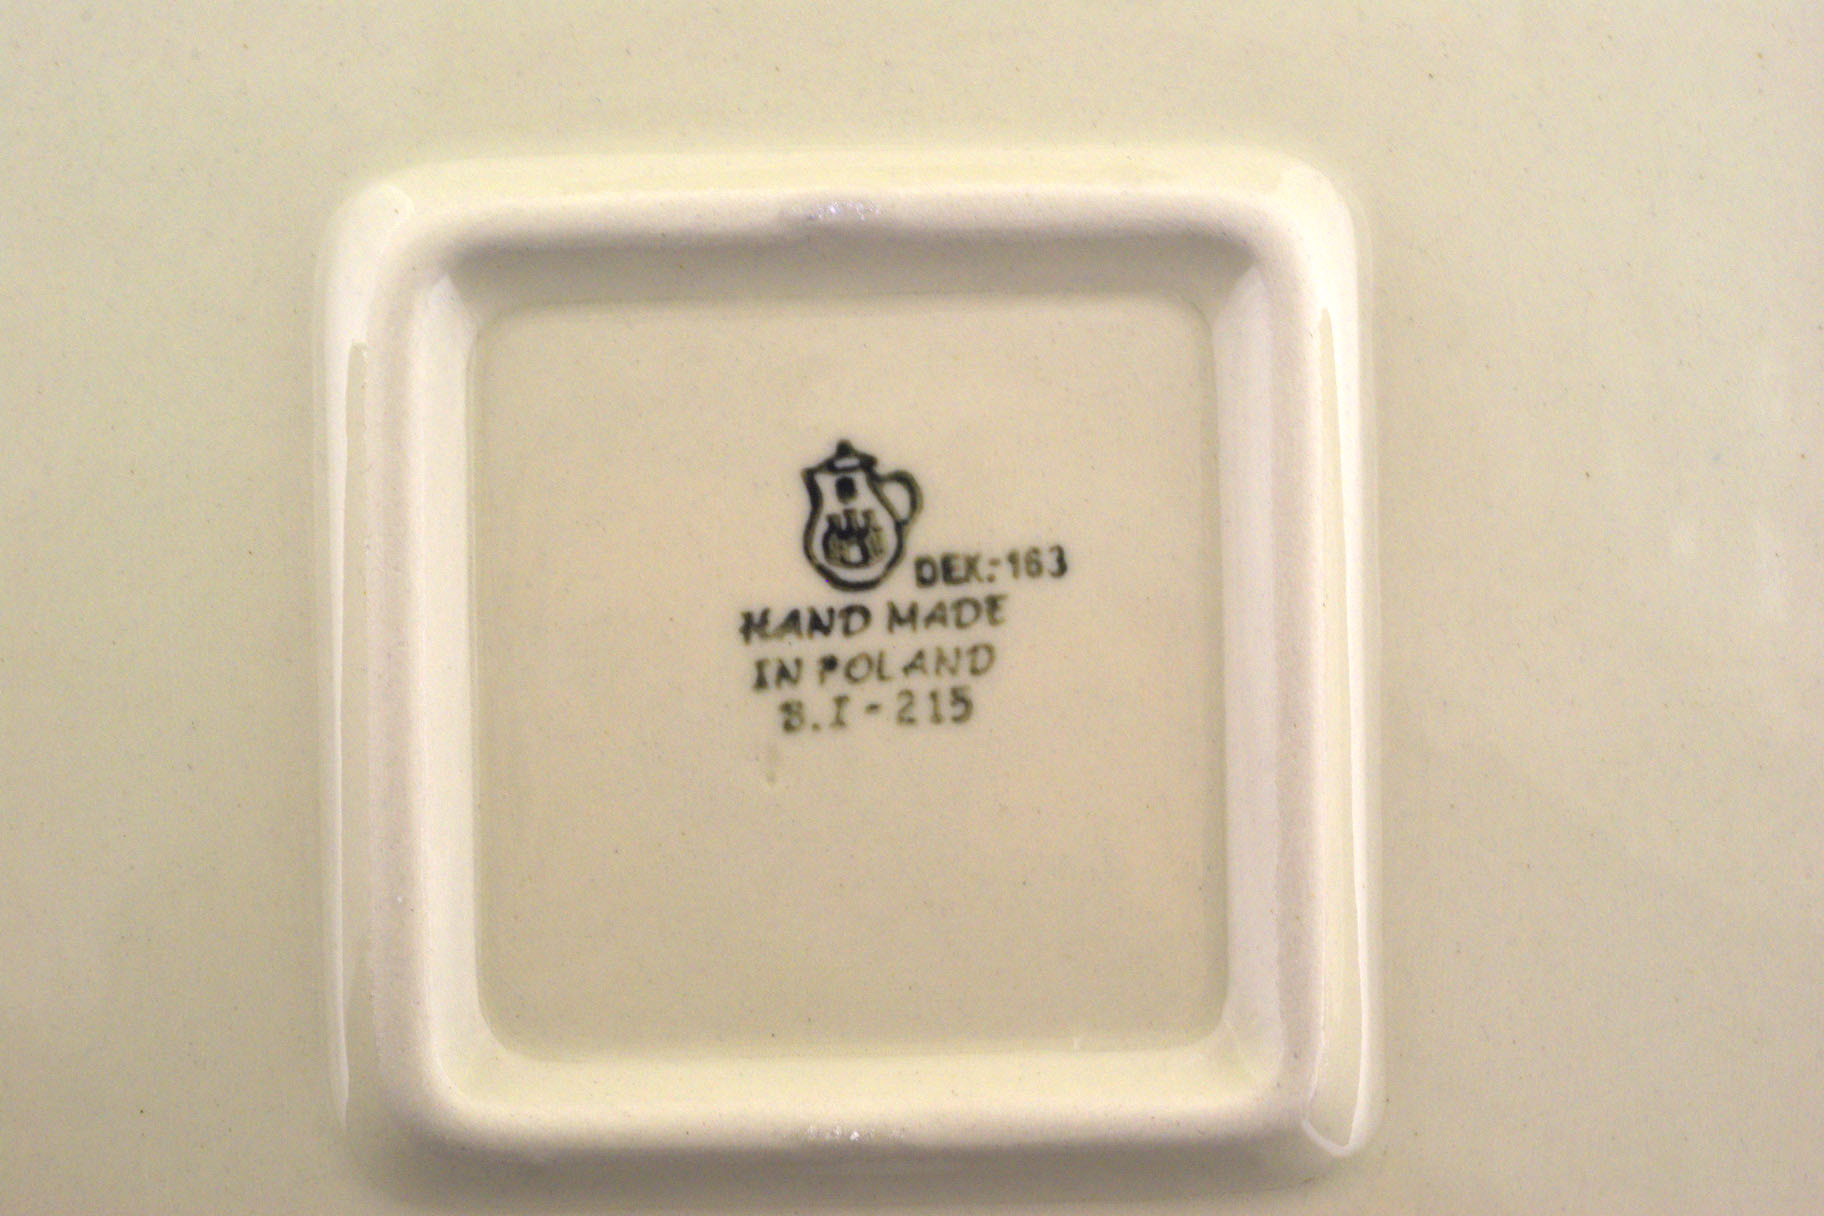 DEK:-163
HAND MADE
IN POLAND
B.I-215